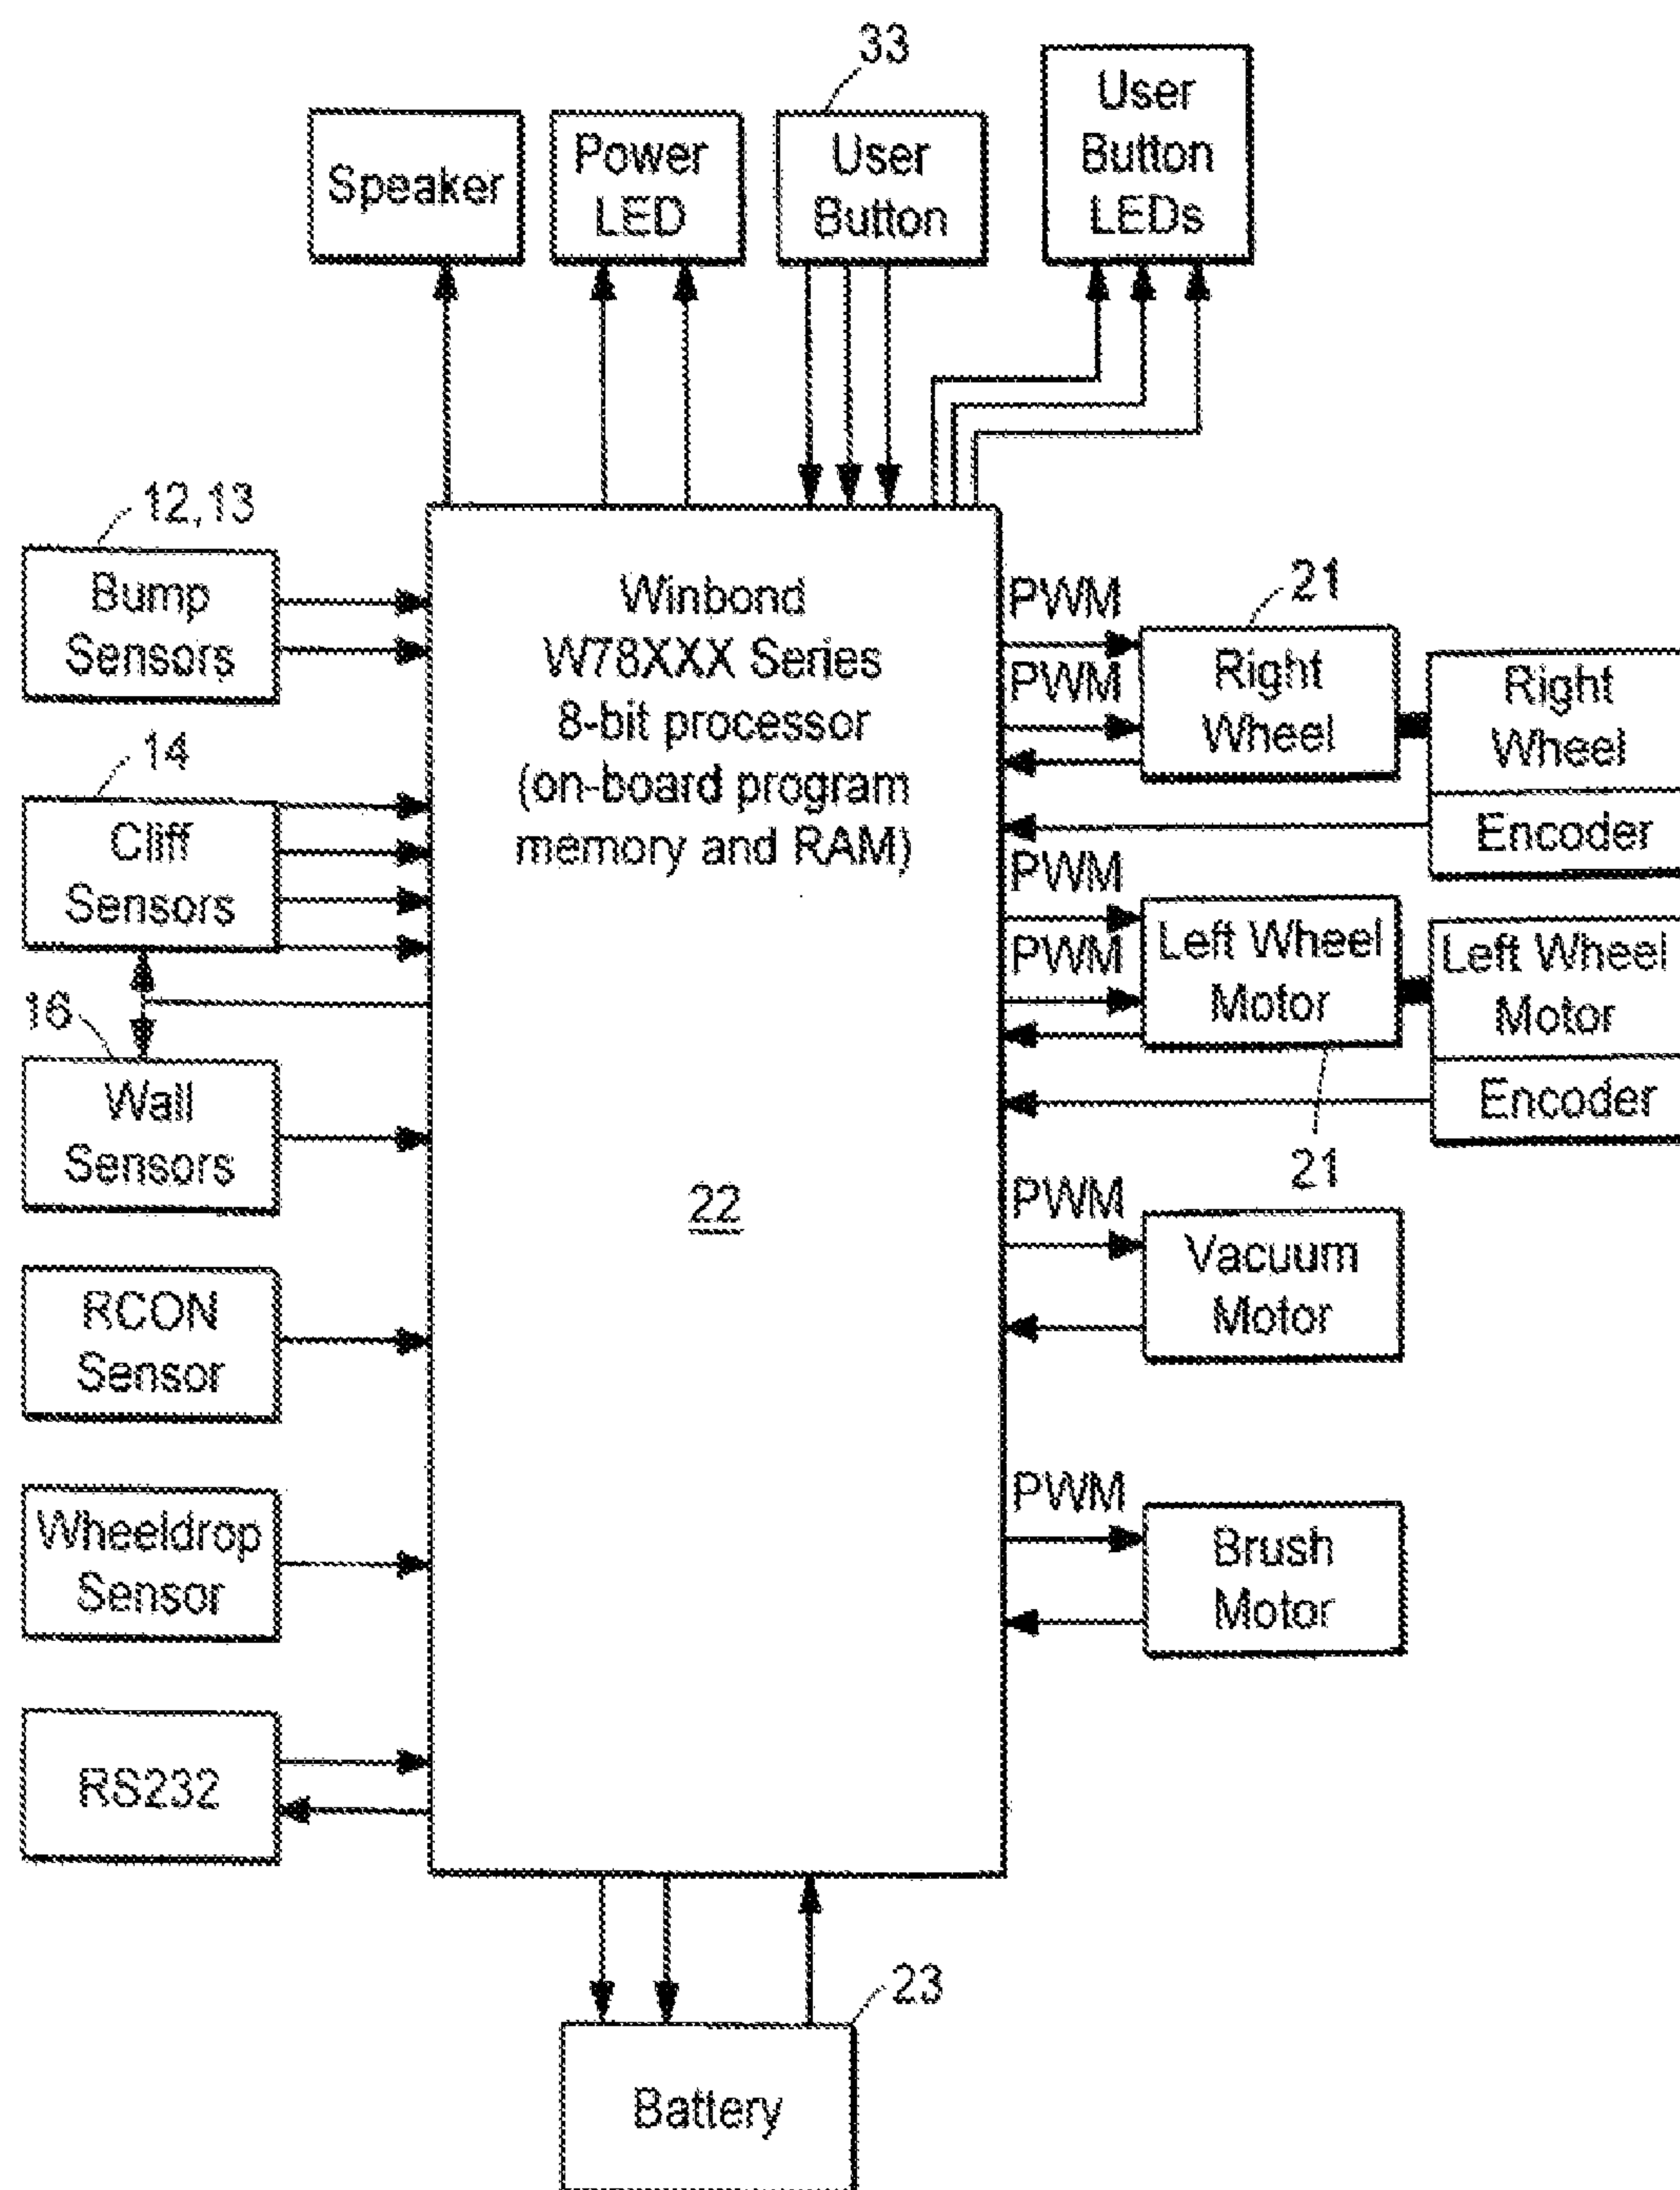 33
Speaker
Power
LED
User
Button
User
Button
LEDs
12,13
Bump
Sensors
14
Cliff
Sensors
16
Wall
Sensors
RCON
Sensor
Wheeldrop
Sensor
RS232
Winbond
W78XXX Series
8-bit processor
(on-board program
memory and RAM)
22
PWM
PWM
21
Right
Wheel
Right
Wheel
Encoder
PWM
PWM
Left Wheel
Motor
21
Left Wheel
Motor
Encoder
PWM
Vacuum
Motor
PWM
Brush
Motor
23
Battery